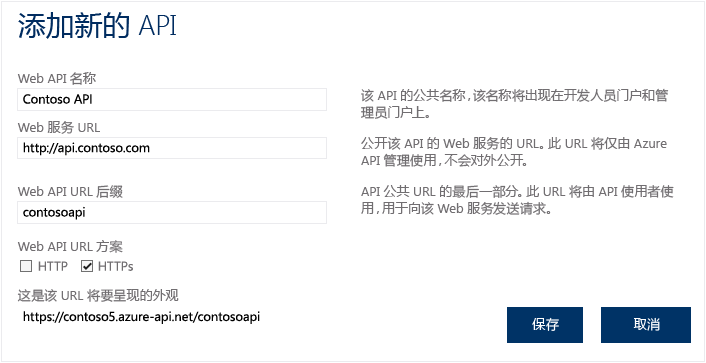 添加新的 API
Web API 名称
Contoso API
该 API 的公共名称,该名称将出现在开发人员门户和管
理员门户上。
Web 服务 URL
http://api.contoso.com
公开该 API 的 Web 服务的 URL。此 URL 将仅由 Azure
API 管理使用,不会对外公开。
Web API URL 后缀
contosoapi
API 公共 URL 的最后一部分。此 URL 将由 API 使用者使
用,用于向该 Web 服务发送请求。
Web API URL 方案
HTTP HTTPs
这是该 URL 将要呈现的外观
https://contoso5.azure-api.net/contosoapi
保存 取消